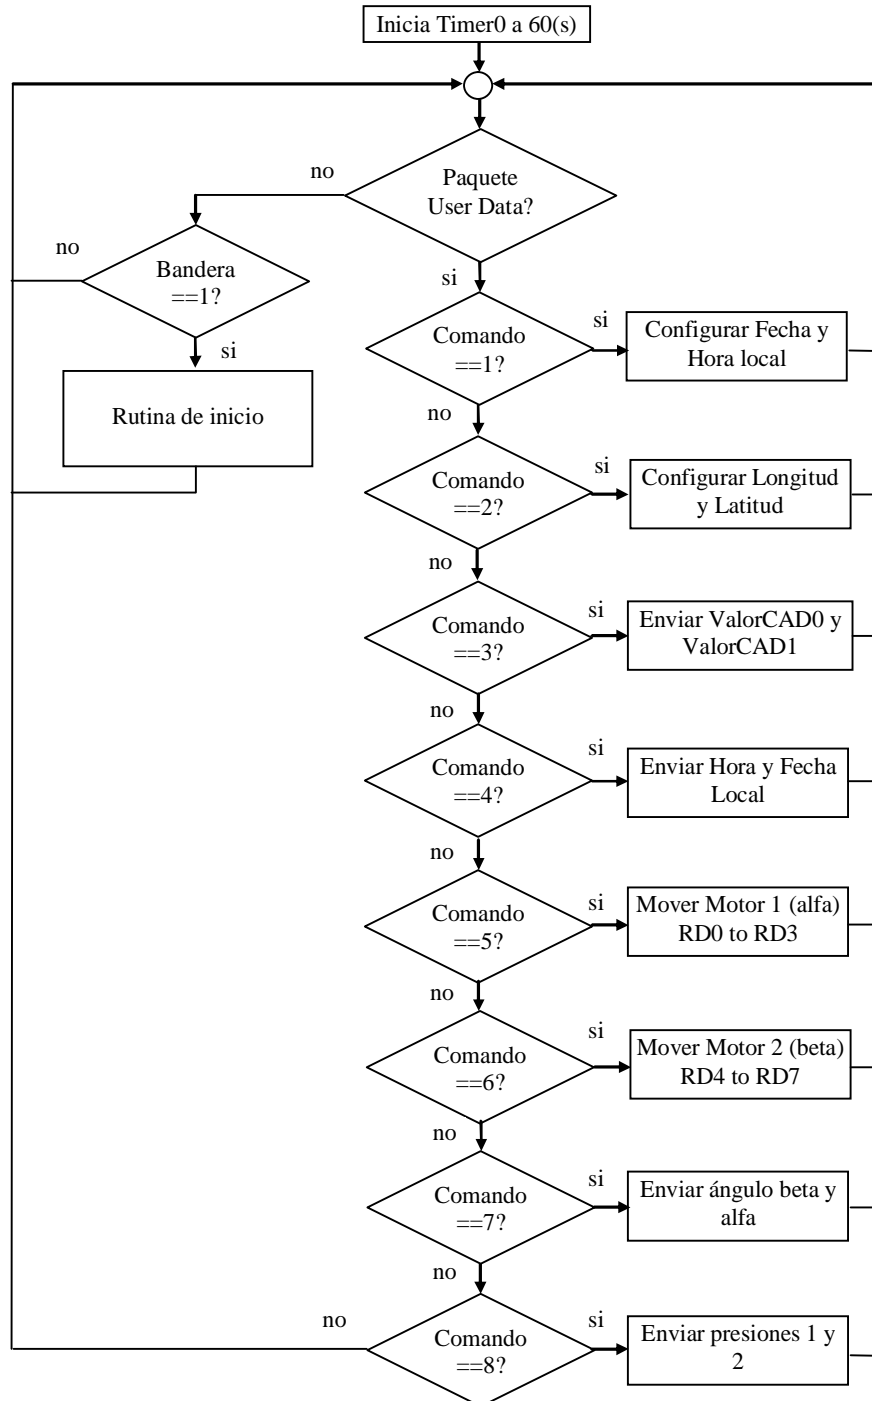 Inicia Timer0 a 60(s)
no
Paquete
User Data?
no
Bandera
==1?
si
si
Rutina de inicio
Comando
==1?
si
Configurar Fecha y
Hora local
no
Comando
==2?
si
Configurar Longitud
y Latitud
no
Comando
==3?
si
Enviar ValorCAD0 y
ValorCAD1
no
Comando
==4?
si
Enviar Hora y Fecha
Local
no
Comando
==5?
si
Mover Motor 1 (alfa)
RD0 to RD3
no
Comando
==6?
si
Mover Motor 2 (beta)
RD4 to RD7
no
Comando
==7?
si
Enviar ángulo beta y
alfa
no
no
Comando
==8?
si
Enviar presiones 1 y
2